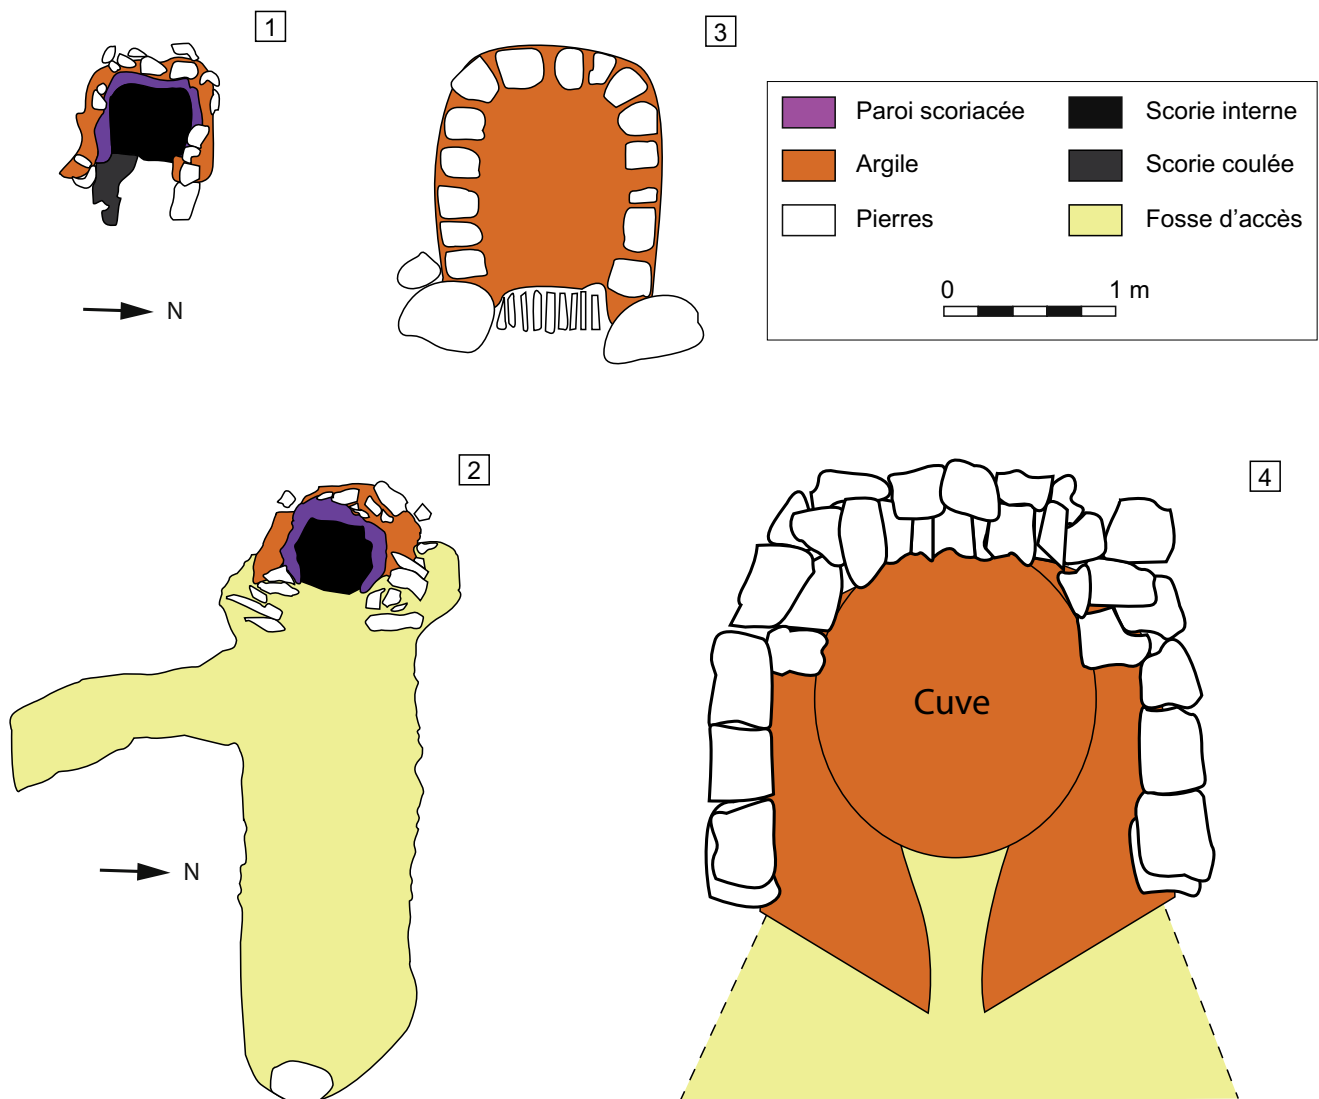 1
3
Paroi scoriacée
Scorie interne
Argile
Scorie coulée
Pierres
Fosse d'accès
0 1 m
N
2
4
Cuve
N